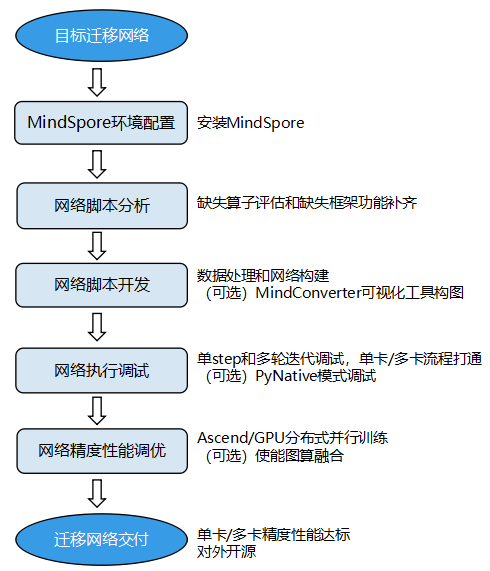 目标迁移网络
MindSpore环境配置
安装MindSpore
网络脚本分析
缺失算子评估和缺失框架功能补齐
网络脚本开发
数据处理和网络构建
（可选）MindConverter可视化工具构图
网络执行调试
单step和多轮迭代调试，单卡/多卡流程打通
（可选）PyNative模式调试
网络精度性能调优
Ascend/GPU分布式并行训练
（可选）使能图算融合
迁移网络交付
单卡/多卡精度性能达标
对外开源